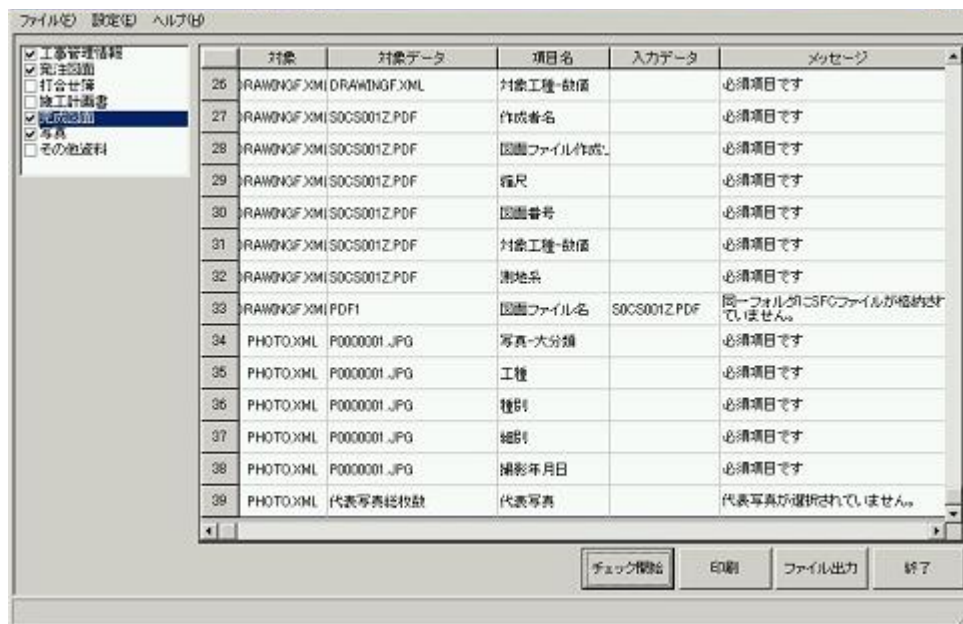 ファイル(F) 設定(E) ヘルプ(H)
工事管理情報
発注図面
打合せ簿
施工計画書
完成図面
写真
その他資料
対象 対象データ 項目名 入力データ メッセージ
26 DRAWINGF.XML DRAWINGF.XML 対象工種-数値 必須項目です
27 DRAWINGF.XML S0CS001Z.PDF 作成者名 必須項目です
28 DRAWINGF.XML S0CS001Z.PDF 図面ファイル作成 必須項目です
29 DRAWINGF.XML S0CS001Z.PDF 縮尺 必須項目です
30 DRAWINGF.XML S0CS001Z.PDF 図面番号 必須項目です
31 DRAWINGF.XML S0CS001Z.PDF 対象工種-数値 必須項目です
32 DRAWINGF.XML S0CS001Z.PDF 測地系 必須項目です
33 DRAWINGF.XML PDF1 図面ファイル名 S0CS001Z.PDF 同一フォルダにSFCファイルが格納され
ていません。
34 PHOTO.XML P0000001.JPG 写真-大分類 必須項目です
35 PHOTO.XML P0000001.JPG 工種 必須項目です
36 PHOTO.XML P0000001.JPG 種別 必須項目です
37 PHOTO.XML P0000001.JPG 細別 必須項目です
38 PHOTO.XML P0000001.JPG 撮影年月日 必須項目です
39 PHOTO.XML 代表写真総枚数 代表写真 代表写真が選択されていません。
チェック開始 印刷 ファイル出力 終了